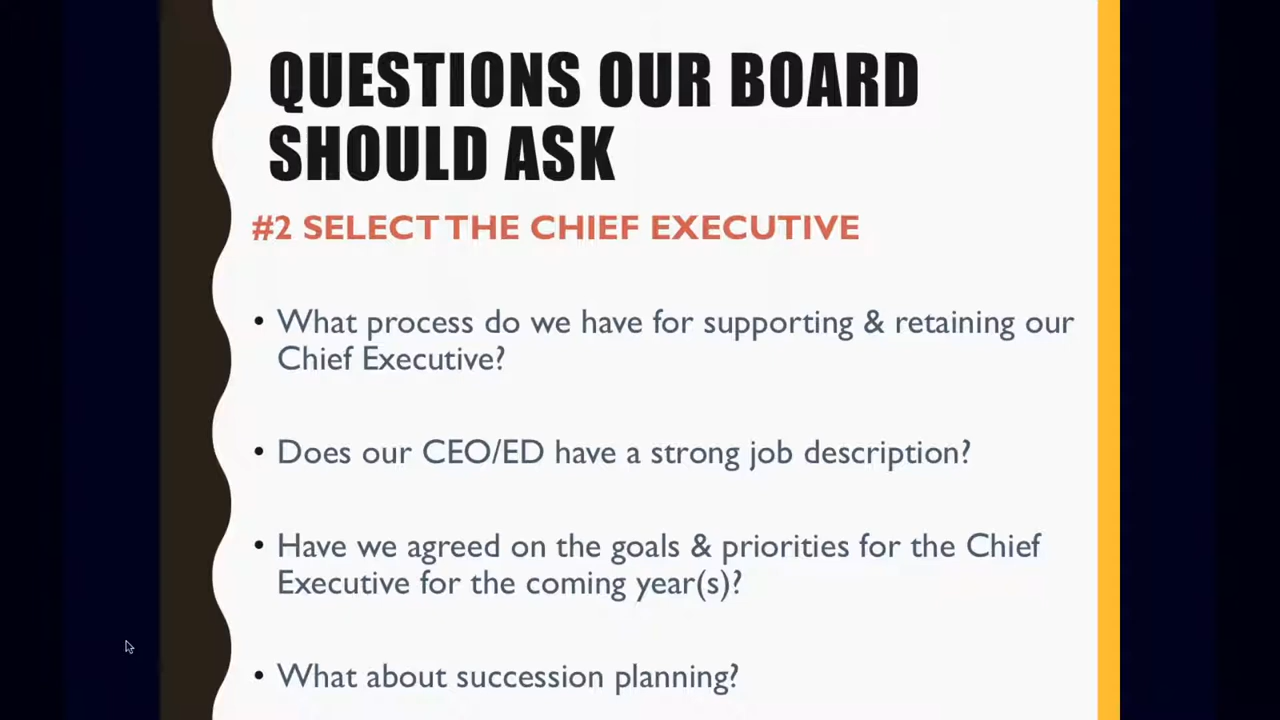 QUESTIONS OUR BOARD
SHOULD ASK
#2 SELECT THE CHIEF EXECUTIVE
• What process do we have for supporting & retaining our
Chief Executive?
• Does our CEO/ED have a strong job description?
• Have we agreed on the goals & priorities for the Chief
Executive for the coming year(s)?
• What about succession planning?